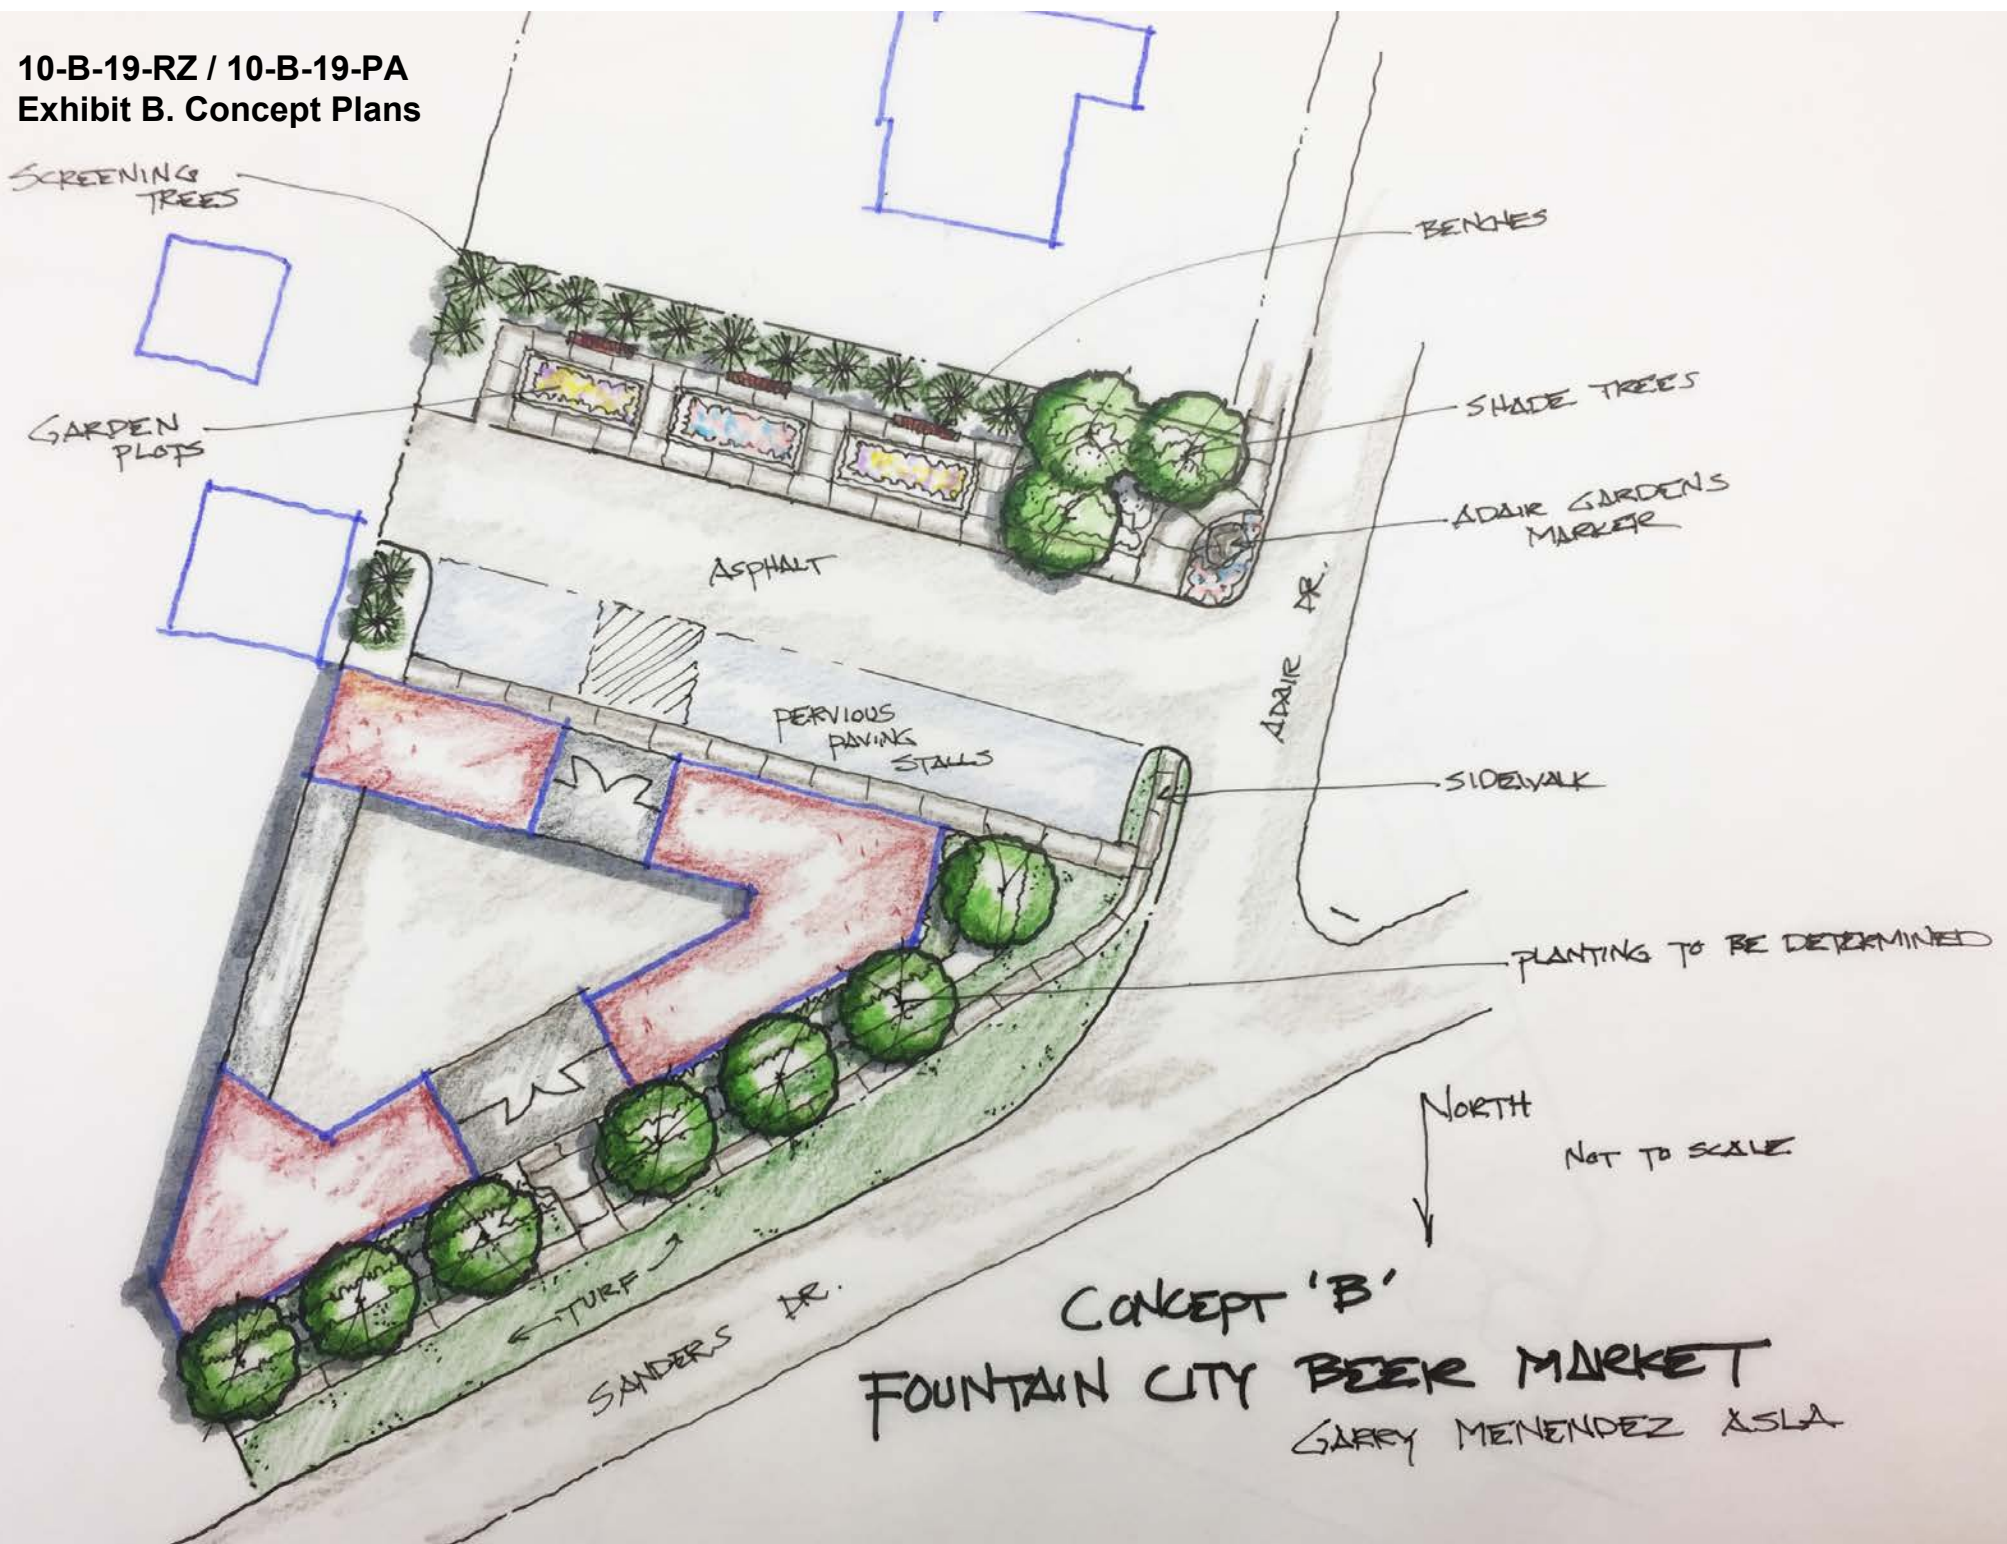 10-B-19-RZ / 10-B-19-PA
Exhibit B. Concept Plans
SCREENING
TREES
BENCHES
SHADE TREES
GARDEN
PLOTS
ADAIR GARDENS
MARKER
ASPHALT
ADAIR DR.
PERVIOUS
PAVING
STALLS
SIDEWALK
PLANTING TO BE DETERMINED
NORTH
NOT TO SCALE
TURF
SANDERS DR.
CONCEPT 'B'
FOUNTAIN CITY BEER MARKET
GARRY MENENDEZ ASLA